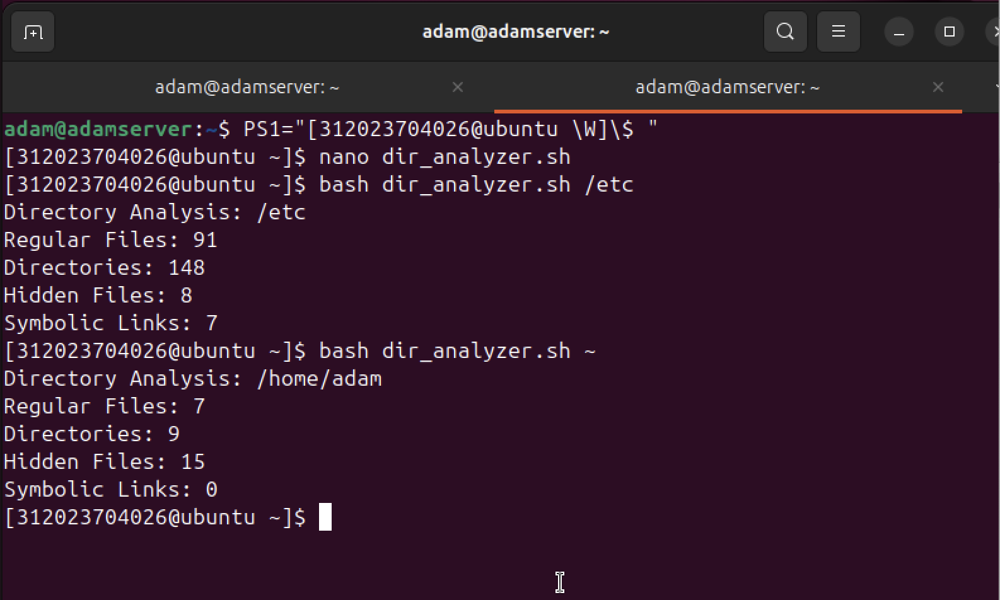 adam@adamserver: ~
adam@adamserver: ~
adam@adamserver: ~
adam@adamserver:~$ PS1="[312023704026@ubuntu \W]\$ "
[312023704026@ubuntu ~]$ nano dir_analyzer.sh
[312023704026@ubuntu ~]$ bash dir_analyzer.sh /etc
Directory Analysis: /etc
Regular Files: 91
Directories: 148
Hidden Files: 8
Symbolic Links: 7
[312023704026@ubuntu ~]$ bash dir_analyzer.sh ~
Directory Analysis: /home/adam
Regular Files: 7
Directories: 9
Hidden Files: 15
Symbolic Links: 0
[312023704026@ubuntu ~]$